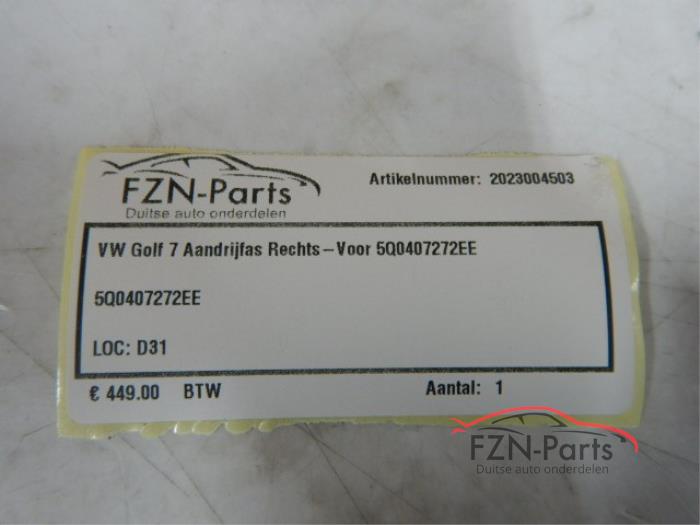 FZN-Parts
Duitse auto onderdelen
Artikelnummer: 2023004503
VW Golf 7 Aandrijfas Rechts-Voor 5Q0407272EE
5Q0407272EE
LOC: D31
€ 449.00 BTW
Aantal: 1
FZN-Parts
Duitse auto onderdelen